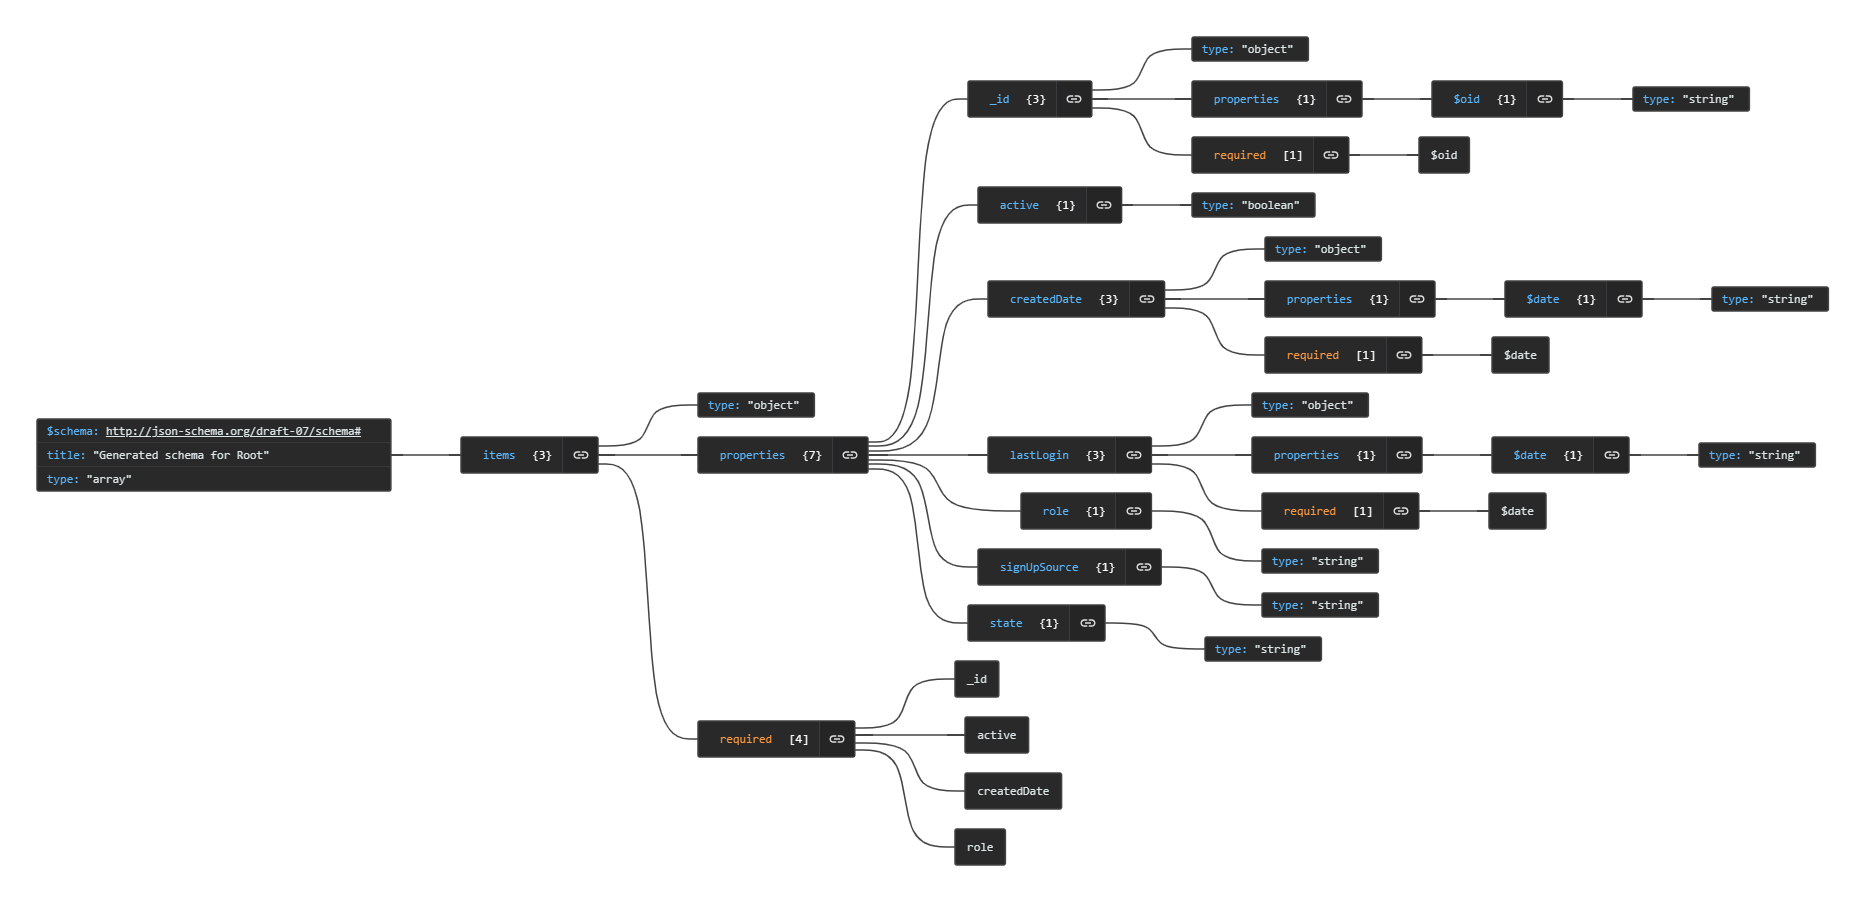 $schema: http://json-schema.org/draft-07/schema#
title: "Generated schema for Root"
type: "array"
items {3}
type: "object"
properties {7}
_id {3}
type: "object"
properties {1}
$oid {1}
type: "string"
required [1]
$oid
active {1}
type: "boolean"
createdDate {3}
type: "object"
properties {1}
$date {1}
type: "string"
required [1]
$date
lastLogin {3}
type: "object"
properties {1}
$date {1}
type: "string"
required [1]
$date
role {1}
type: "string"
signUpSource {1}
type: "string"
state {1}
type: "string"
required [4]
_id
active
createdDate
role